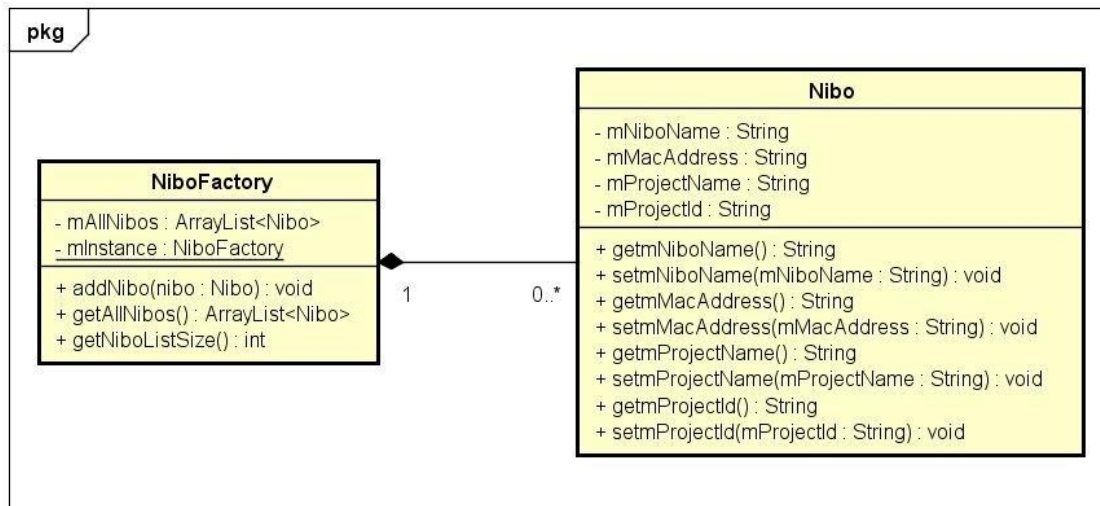 pkg
NiboFactory
- mAllNibos : ArrayList<Nibo>
- mInstance : NiboFactory
+ addNibo(nibo : Nibo) : void
+ getAllNibos() : ArrayList<Nibo>
+ getNiboListSize() : int
1
0..*
Nibo
- mNiboName : String
- mMacAddress : String
- mProjectName : String
- mProjectId : String
+ getmNiboName() : String
+ setmNiboName(mNiboName : String) : void
+ getmMacAddress() : String
+ setmMacAddress(mMacAddress : String) : void
+ getmProjectName() : String
+ setmProjectName(mProjectName : String) : void
+ getmProjectId() : String
+ setmProjectId(mProjectId : String) : void